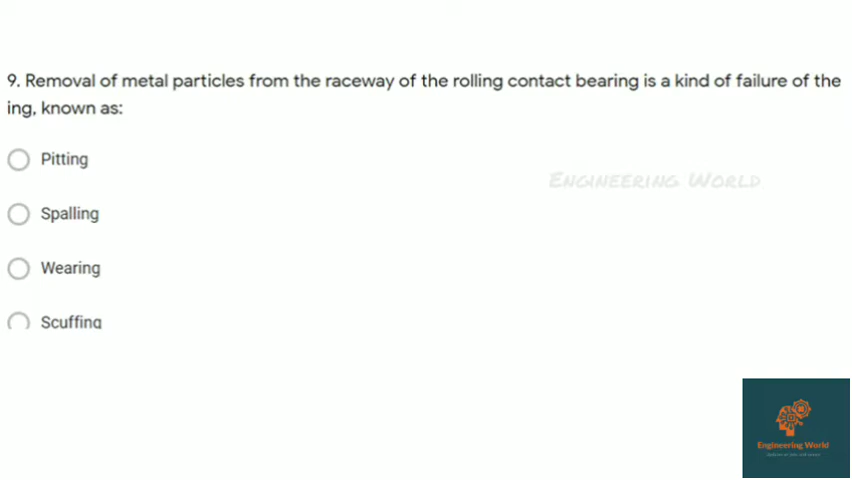 9. Removal of metal particles from the raceway of the rolling contact bearing is a kind of failure of the
ing, known as:
Pitting
Spalling
ENGINEERING WORLD
Wearing
Scuffing
Engineering World